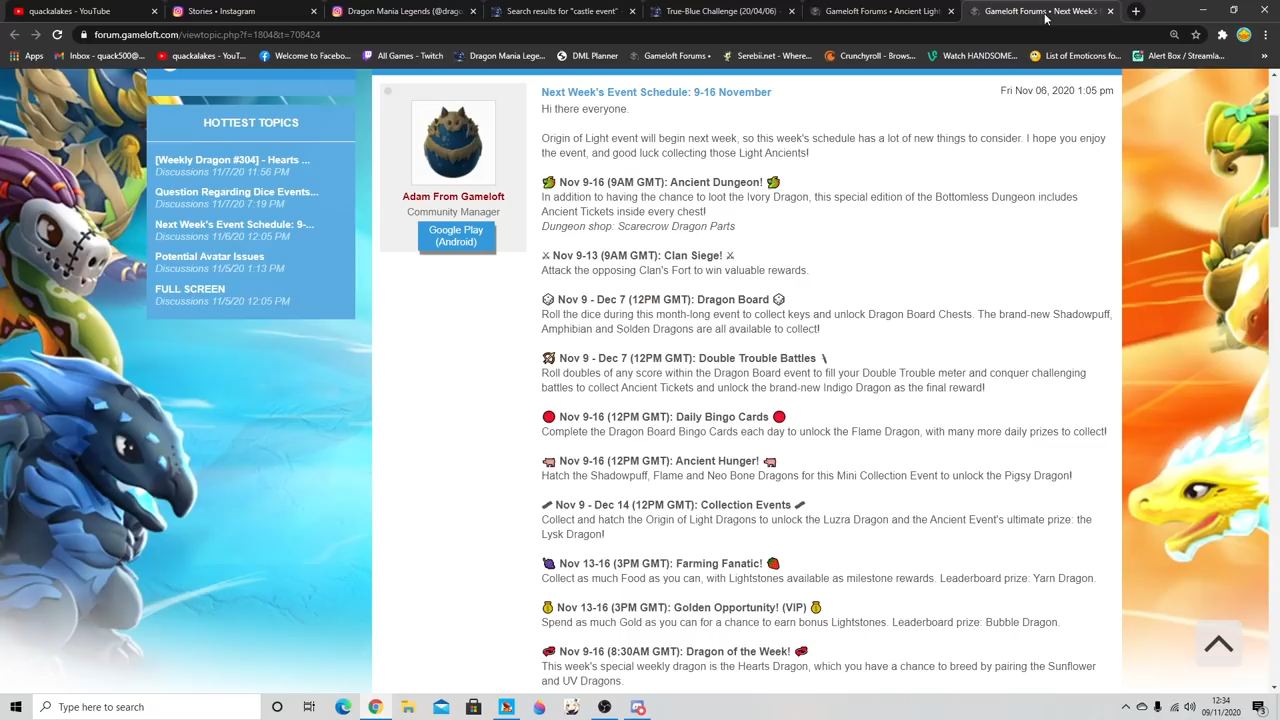 quackalakes - YouTube
Stories • Instagram
Dragon Mania Legends (@drago
Search results for "castle event"
True-Blue Challenge (20/04/06)
Gameloft Forums • Ancient Light
Gameloft Forums • Next Week's
forum.gameloft.com/viewtopic.php?f=1804&t=708424
Apps
Inbox - quack500@...
quackalakes - YouT...
Welcome to Facebo...
All Games - Twitch
Dragon Mania Lege...
DML Planner
Gameloft Forums •
Serebii.net - Where...
Crunchyroll - Brows...
Watch HANDSOME...
List of Emoticons fo...
Alert Box / Streamla...
HOTTEST TOPICS
[Weekly Dragon #304] - Hearts ...
Discussions 11/7/20 11:56 PM
Question Regarding Dice Events...
Discussions 11/7/20 7:19 PM
Next Week's Event Schedule: 9-...
Discussions 11/6/20 12:05 PM
Potential Avatar Issues
Discussions 11/5/20 1:13 PM
FULL SCREEN
Discussions 11/5/20 12:05 PM
Adam From Gameloft
Community Manager
Google Play
(Android)
Next Week's Event Schedule: 9-16 November
Fri Nov 06, 2020 1:05 pm
Hi there everyone.
Origin of Light event will begin next week, so this week's schedule has a lot of new things to consider. I hope you enjoy
the event, and good luck collecting those Light Ancients!
Nov 9-16 (9AM GMT): Ancient Dungeon!
In addition to having the chance to loot the Ivory Dragon, this special edition of the Bottomless Dungeon includes
Ancient Tickets inside every chest!
Dungeon shop: Scarecrow Dragon Parts
Nov 9-13 (9AM GMT): Clan Siege!
Attack the opposing Clan's Fort to win valuable rewards.
Nov 9 - Dec 7 (12PM GMT): Dragon Board
Roll the dice during this month-long event to collect keys and unlock Dragon Board Chests. The brand-new Shadowpuff,
Amphibian and Solden Dragons are all available to collect!
Nov 9 - Dec 7 (12PM GMT): Double Trouble Battles
Roll doubles of any score within the Dragon Board event to fill your Double Trouble meter and conquer challenging
battles to collect Ancient Tickets and unlock the brand-new Indigo Dragon as the final reward!
Nov 9-16 (12PM GMT): Daily Bingo Cards
Complete the Dragon Board Bingo Cards each day to unlock the Flame Dragon, with many more daily prizes to collect!
Nov 9-16 (12PM GMT): Ancient Hunger!
Hatch the Shadowpuff, Flame and Neo Bone Dragons for this Mini Collection Event to unlock the Pigsy Dragon!
Nov 9 - Dec 14 (12PM GMT): Collection Events
Collect and hatch the Origin of Light Dragons to unlock the Luzra Dragon and the Ancient Event's ultimate prize: the
Lysk Dragon!
Nov 13-16 (3PM GMT): Farming Fanatic!
Collect as much Food as you can, with Lightstones available as milestone rewards. Leaderboard prize: Yarn Dragon.
Nov 13-16 (3PM GMT): Golden Opportunity! (VIP)
Spend as much Gold as you can for a chance to earn bonus Lightstones. Leaderboard prize: Bubble Dragon.
Nov 9-16 (8:30AM GMT): Dragon of the Week!
This week's special weekly dragon is the Hearts Dragon, which you have a chance to breed by pairing the Sunflower
and UV Dragons.
Type here to search
12:34
09/11/2020